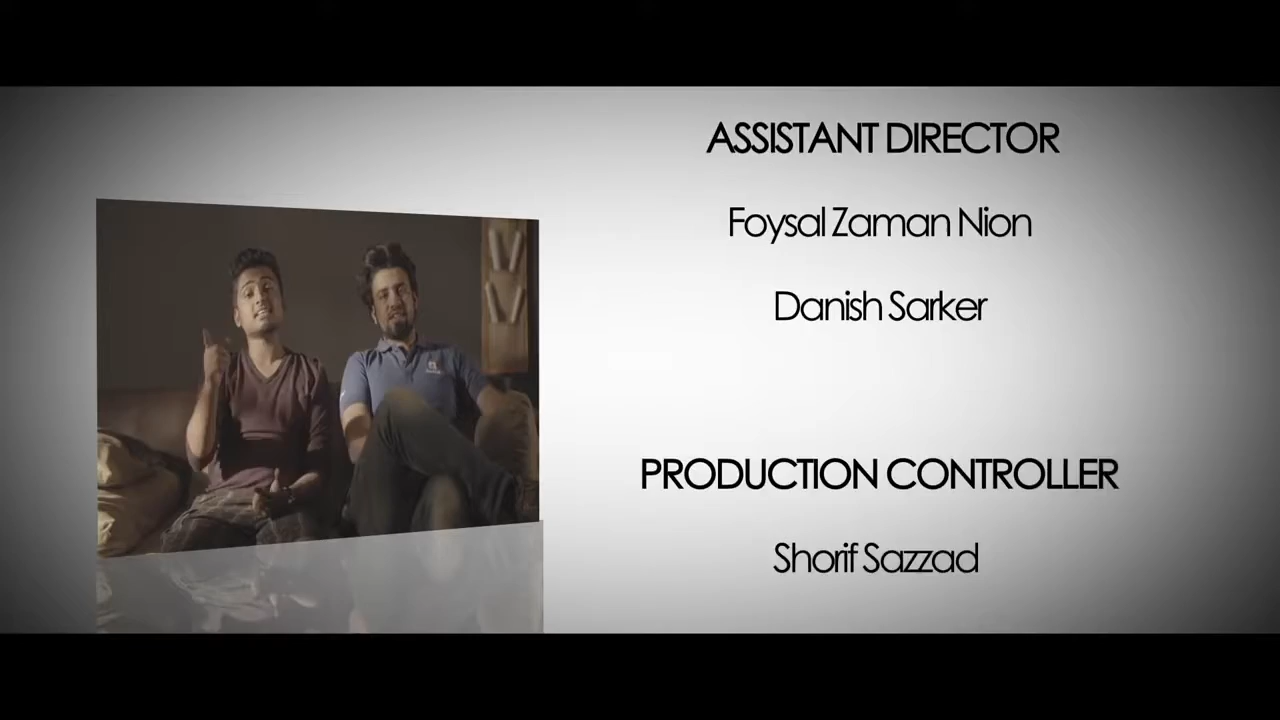 ASSISTANT DIRECTOR
Foysal Zaman Nion
Danish Sarker
PRODUCTION CONTROLLER
Shorif Sazzad